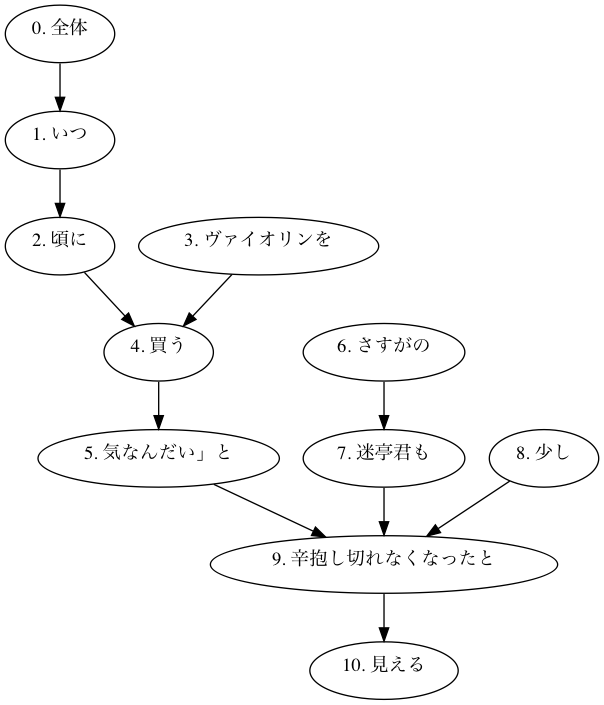 0. 全体
1. いつ
2. 頃に
3. ヴァイオリンを
4. 買う
5. 気なんだい」と
6. さすがの
7. 迷亭君も
8. 少し
9. 辛抱し切れなくなったと
10. 見える